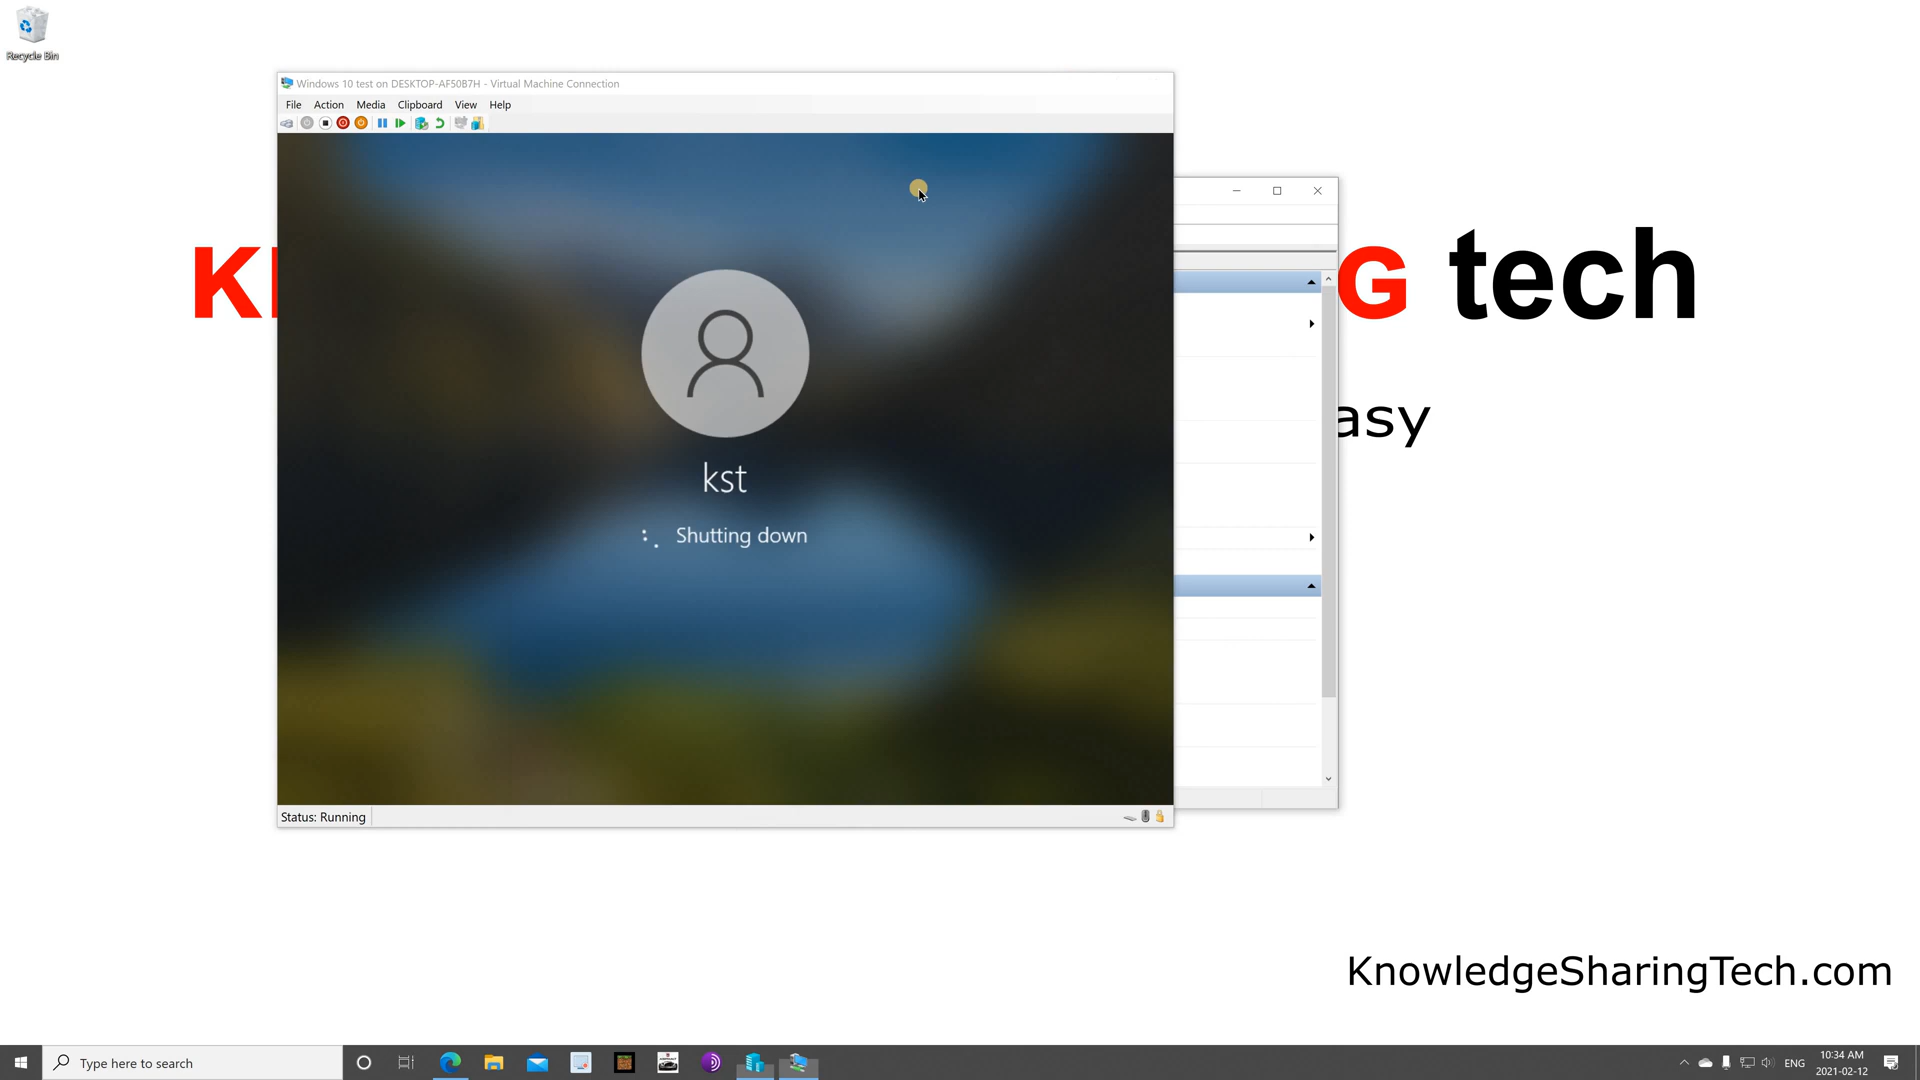 Recycle Bin
Windows 10 test on DESKTOP-AF50B7H - Virtual Machine Connection
File Action Media Clipboard View Help
K G tech
asy
kst
Shutting down
Status: Running
KnowledgeSharingTech.com
Type here to search
ENG
10:34 AM
2021-02-12